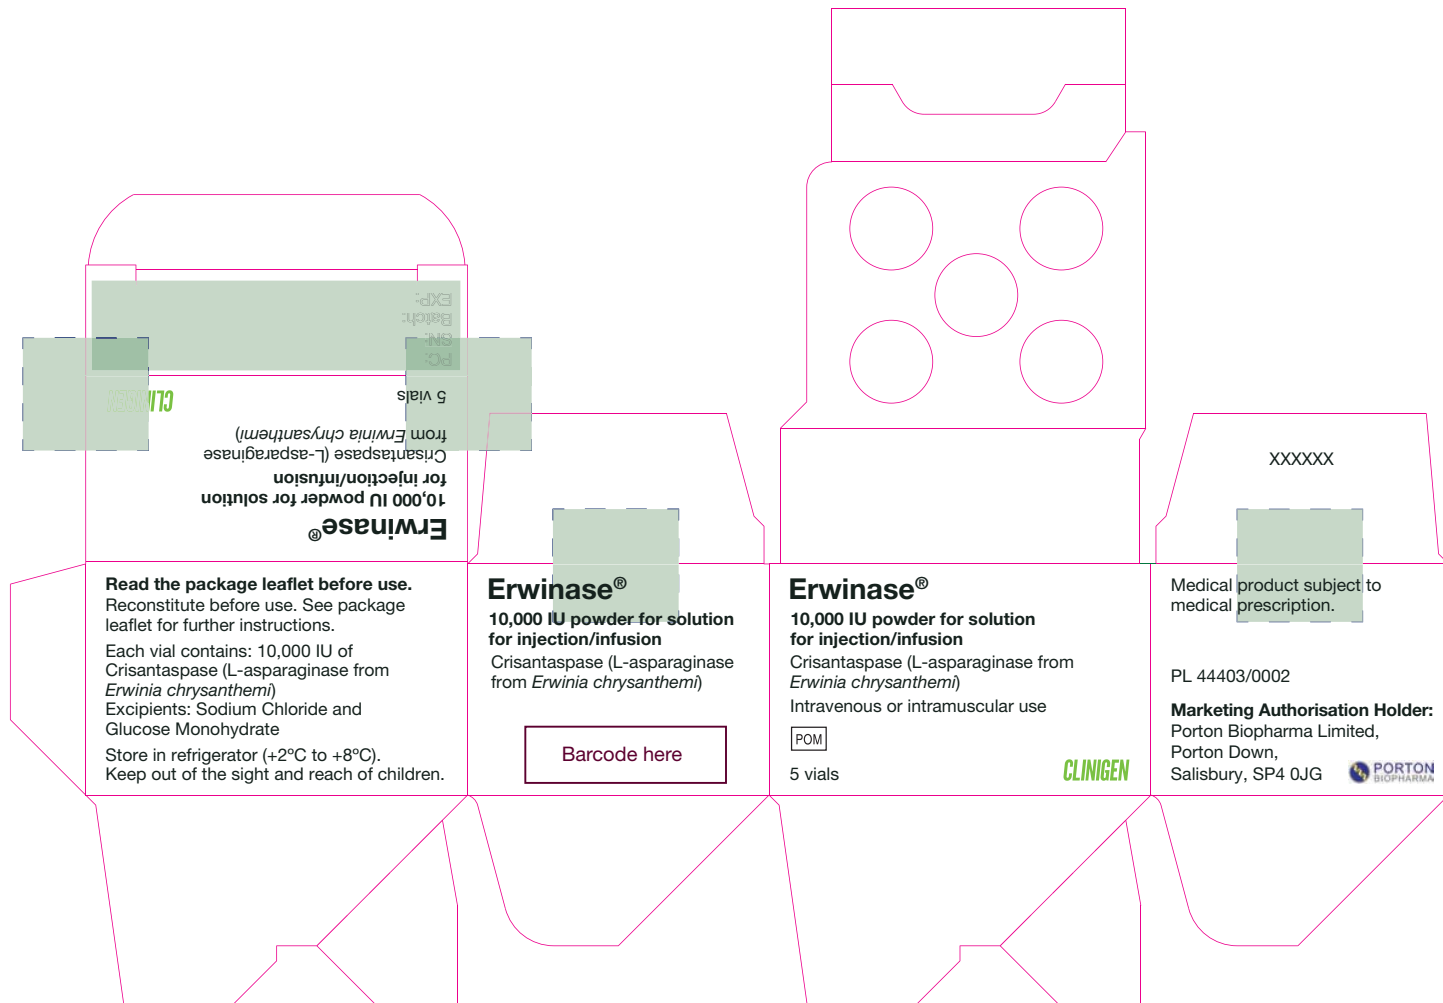 EXP:
Batch:
SN:
PC:
5 vials
CLINIGEN
Erwinase®
10,000 IU powder for solution
for injection/infusion
Crisantaspase (L-asparaginase
from Erwinia chrysanthemi)
Read the package leaflet before use.
Reconstitute before use. See package
leaflet for further instructions.
Each vial contains: 10,000 IU of
Crisantaspase (L-asparaginase from
Erwinia chrysanthemi)
Excipients: Sodium Chloride and
Glucose Monohydrate
Store in refrigerator (+2ºC to +8ºC).
Keep out of the sight and reach of children.
Erwinase®
10,000 IU powder for solution
for injection/infusion
Crisantaspase (L-asparaginase
from Erwinia chrysanthemi)
Barcode here
Erwinase®
10,000 IU powder for solution
for injection/infusion
Crisantaspase (L-asparaginase from
Erwinia chrysanthemi)
Intravenous or intramuscular use
POM
5 vials
CLINIGEN
XXXXXX
Medical product subject to
medical prescription.
PL 44403/0002
Marketing Authorisation Holder:
Porton Biopharma Limited,
Porton Down,
Salisbury, SP4 0JG
PORTON
BIOPHARMA